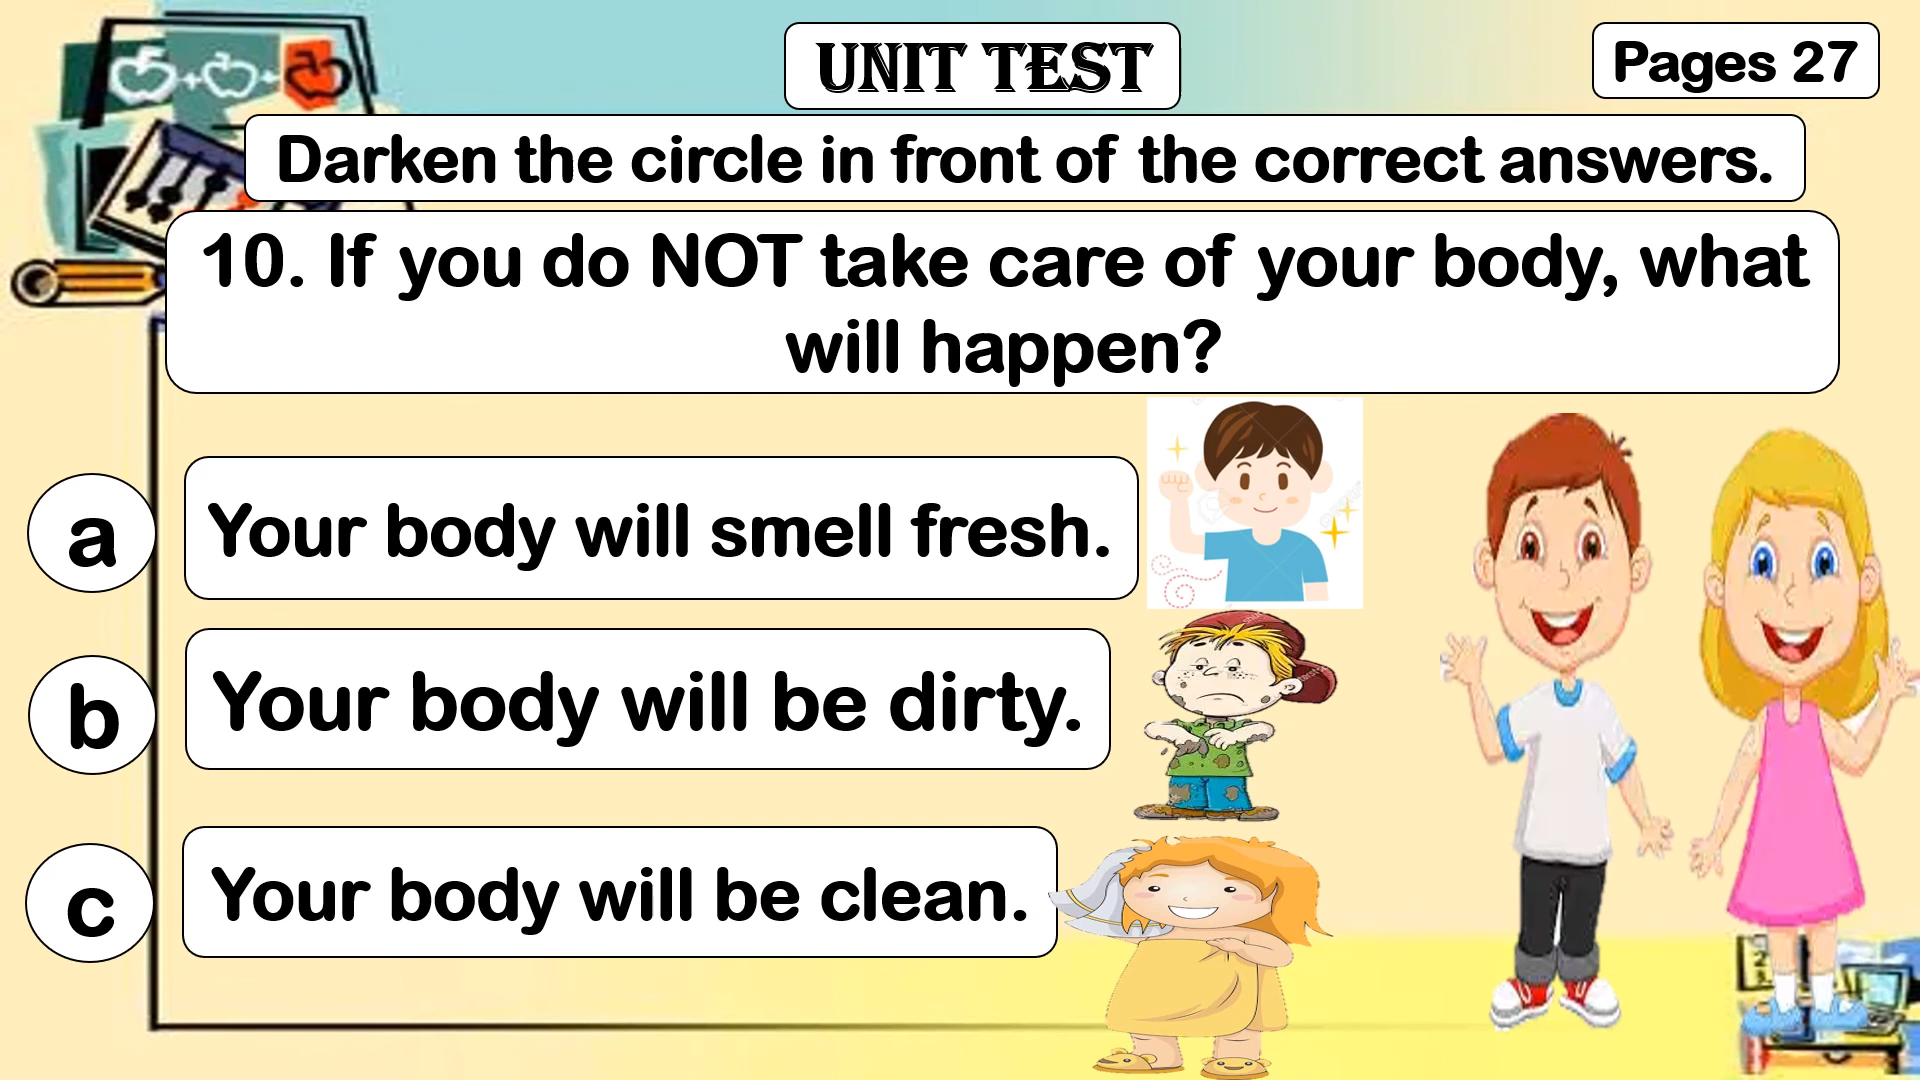 UNIT TEST
Pages 27
Darken the circle in front of the correct answers.
10. If you do NOT take care of your body, what
will happen?
a
Your body will smell fresh.
b
Your body will be dirty.
c
Your body will be clean.